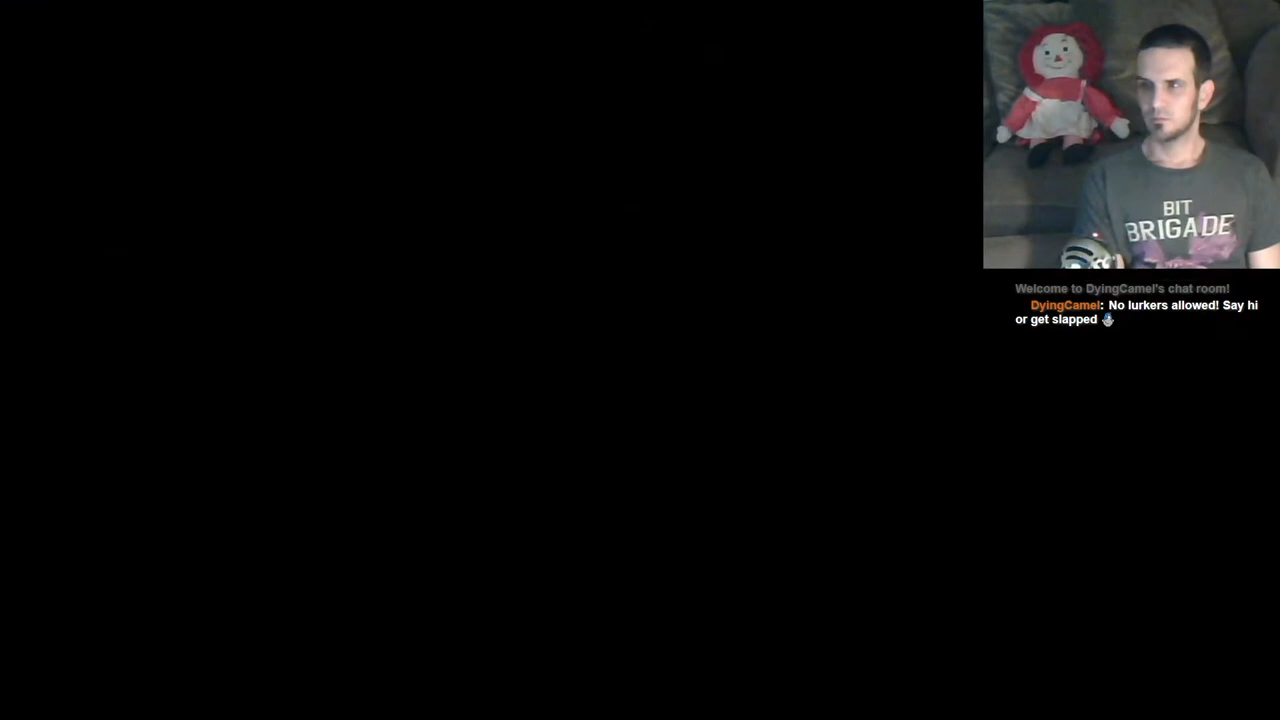 BIT
BRIGADE
Welcome to DyingCamel's chat room!
DyingCamel: No lurkers allowed! Say hi
or get slapped